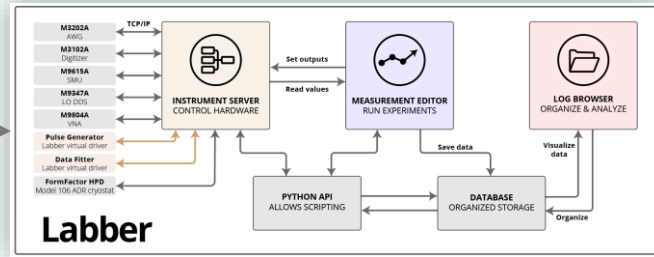 M3202A
AWG
M3102A
Digitizer
M9615A
SMU
M9347A
LO DDS
M9804A
VNA
Pulse Generator
Labber virtual driver
Data Fitter
Labber virtual driver
FormFactor HPD
Model 106 ADR cryostat
TCP/IP
INSTRUMENT SERVER
CONTROL HARDWARE
Set outputs
Read values
MEASUREMENT EDITOR
RUN EXPERIMENTS
LOG BROWSER
ORGANIZE & ANALYZE
Save data
Visualize
data
PYTHON API
ALLOWS SCRIPTING
DATABASE
ORGANIZED STORAGE
Organize
Labber